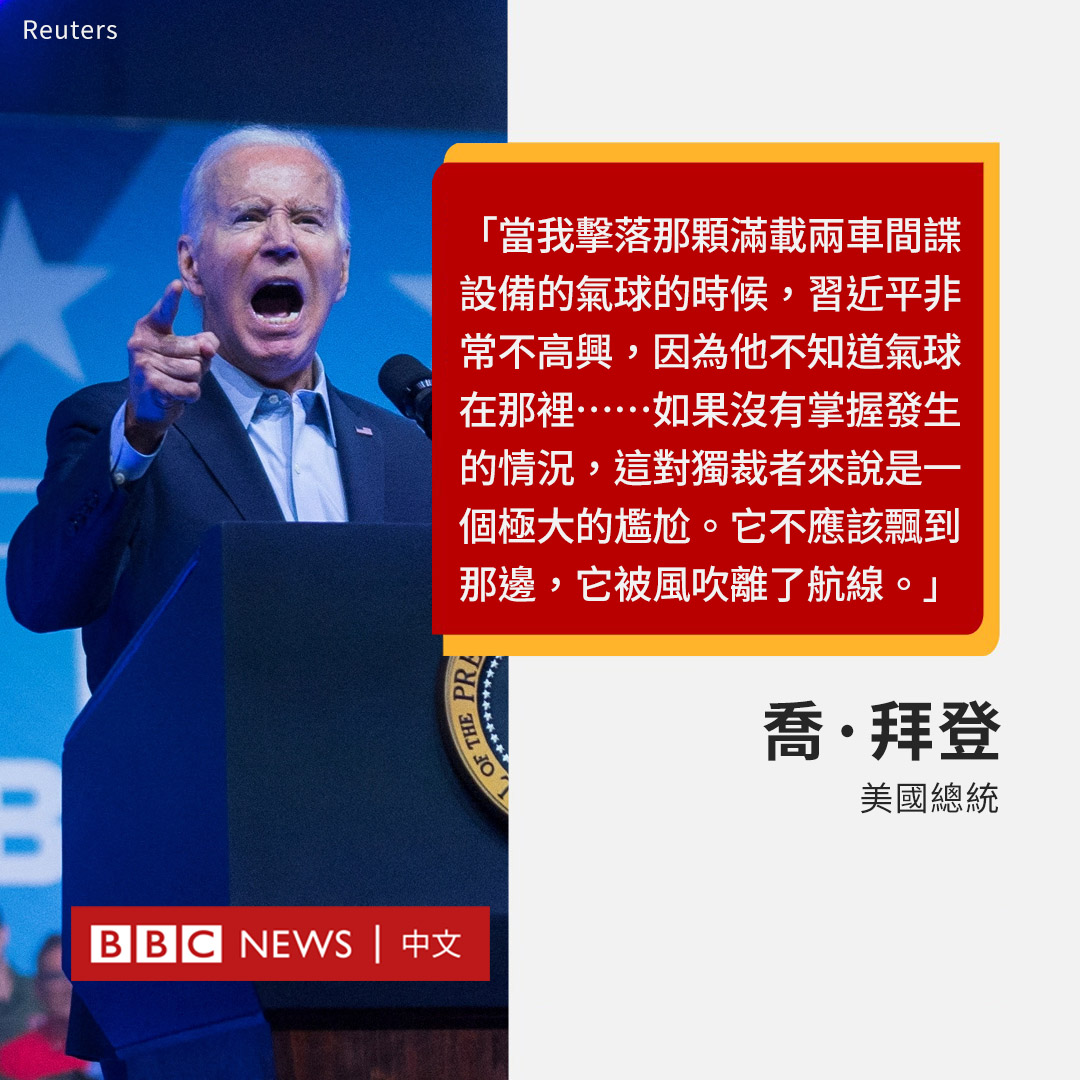 Reuters
「當我擊落那顆滿載兩車間諜
設備的氣球的時候，習近平非
常不高興，因為他不知道氣球
在那裡⋯⋯如果沒有掌握發生
的情況，這對獨裁者來說是一
個極大的尷尬。它不應該飄到
那邊，它被風吹離了航線。」
喬·拜登
美國總統
OF THE PRE
B
BBC NEWS | 中文